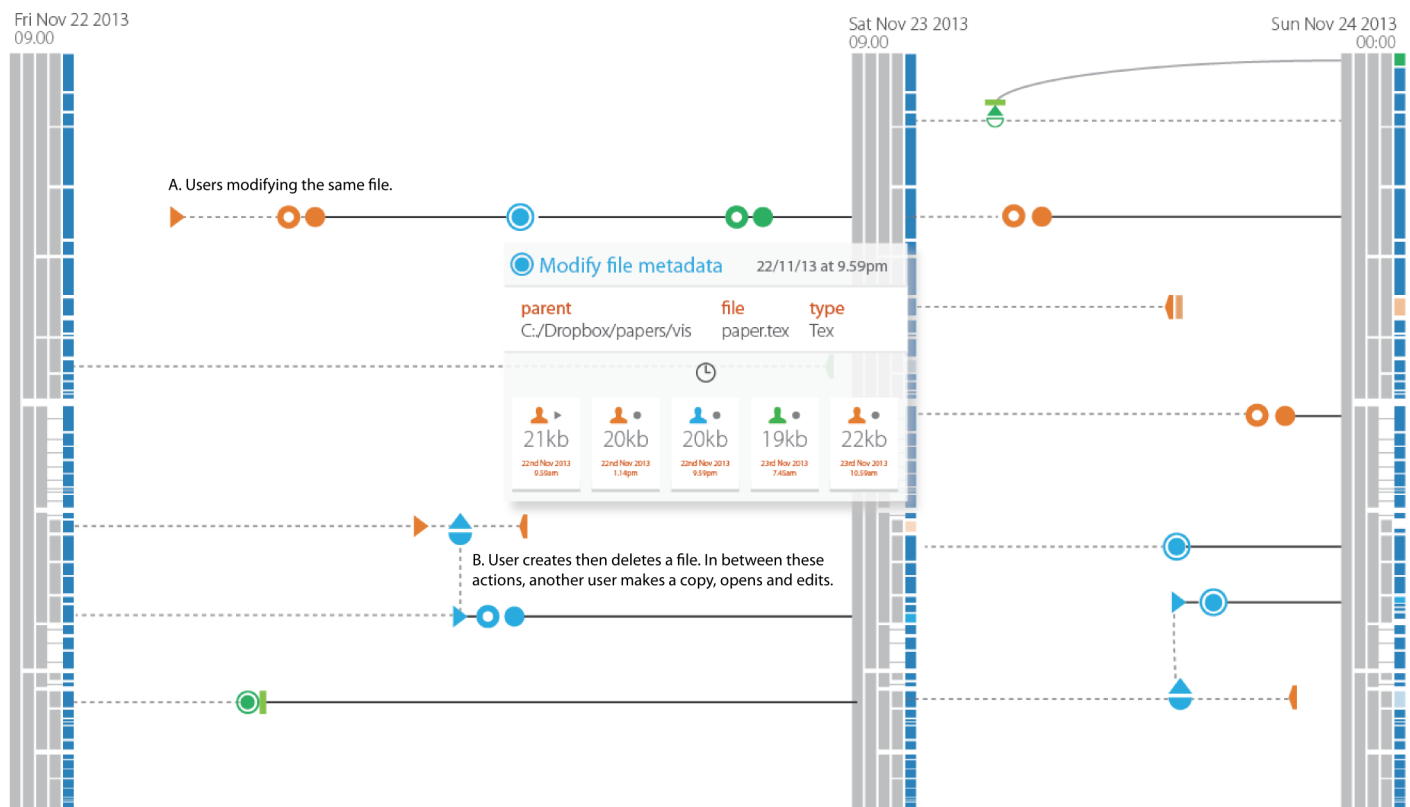 Fri Nov 22 2013
09.00
Sat Nov 23 2013
09.00
Sun Nov 24 2013
00:00
A. Users modifying the same file.
Modify file metadata 22/11/13 at 9.59pm
parent file type
C:/Dropbox/papers/vis paper.tex Tex
21kb 20kb 20kb 19kb 22kb
22nd Nov 2013 22nd Nov 2013 22nd Nov 2013 23rd Nov 2013 23rd Nov 2013
9.59am 1.14pm 9.59pm 7.45am 10.59am
B. User creates then deletes a file. In between these
actions, another user makes a copy, opens and edits.